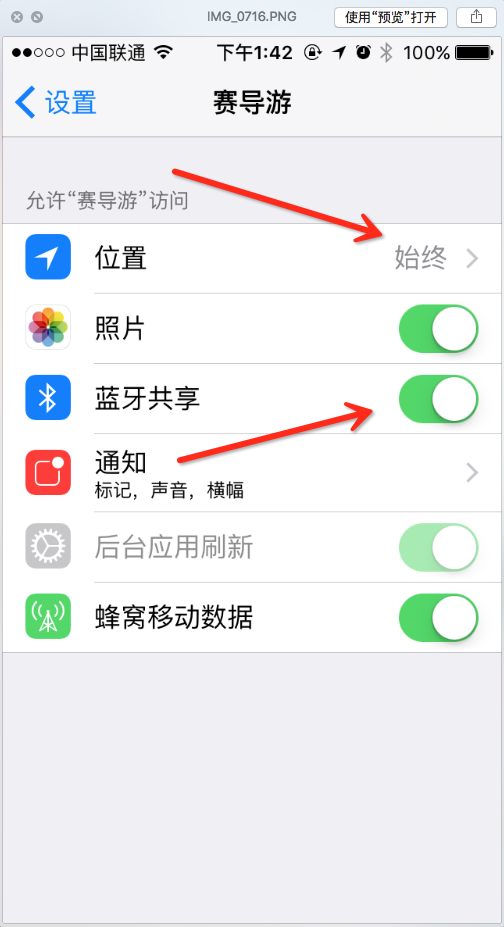 IMG_0716.PNG
使用“预览”打开
中国联通 下午1:42 100%
设置
赛导游
允许“赛导游”访问
位置 始终
照片
蓝牙共享
通知
标记，声音，横幅
后台应用刷新
蜂窝移动数据